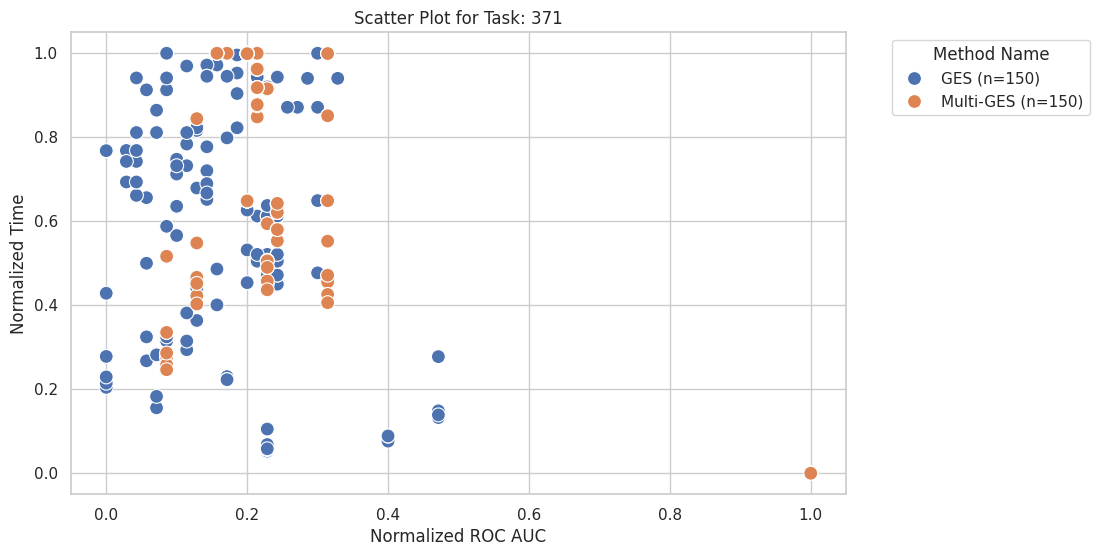 Scatter Plot for Task: 371
Normalized Time
1.0
0.8
0.6
0.4
0.2
0.0
0.0 0.2 0.4 0.6 0.8 1.0
Normalized ROC AUC
Method Name
GES (n=150)
Multi-GES (n=150)